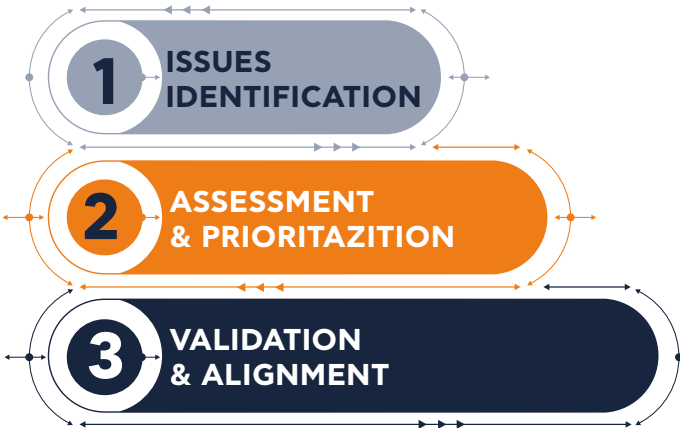 1
ISSUES
IDENTIFICATION
2
ASSESSMENT
& PRIORITAZITION
3
VALIDATION
& ALIGNMENT